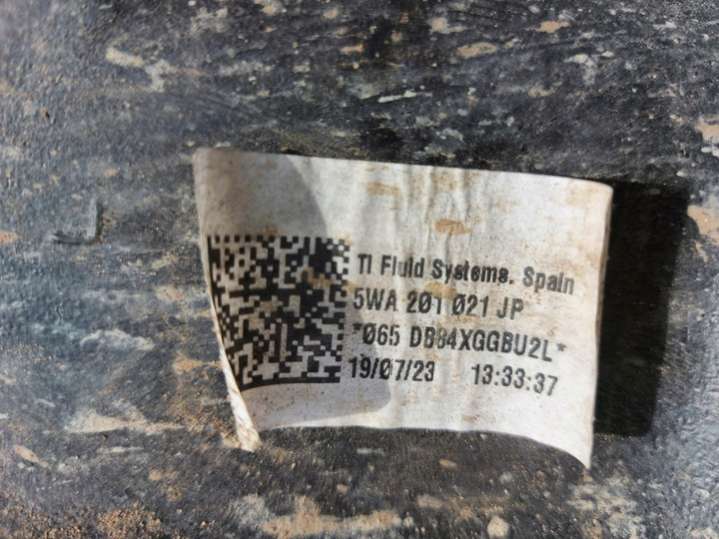 TI Fluid Systems. Spain
5WA 201 021 JP
*065 DB84XGGBU2L*
19/07/23 13:33:37